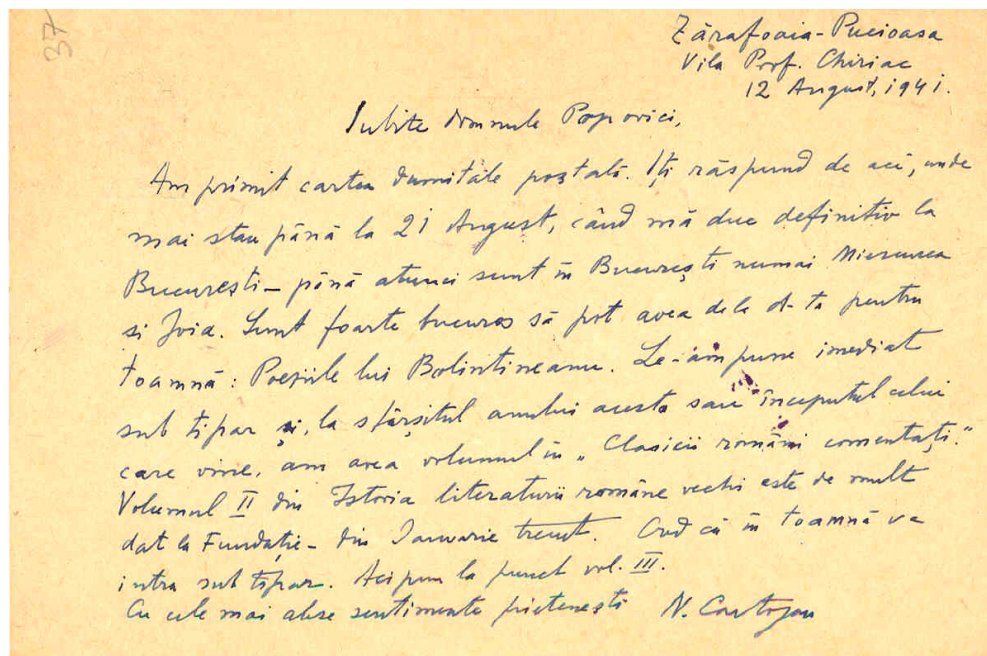 37
Zărafoaia-Pucioasa
Vila Prof. Chiriac
12 August, 1941.
Iubite domnule Popovici,
Am primit cartea dumitale poștală. Iți răspund de aci, unde
mai stau până la 21 August, când mă duc definitiv la
București – până atunci sunt în București numai Miercurea
si Joia. Sunt foarte bucuros să pot avea dela d-ta pentru
toamnă: Poeziile lui Bolintineanu. Le-am pune imediat
sub tipar și, la sfârșitul anului acesta sau începutul celui
care vine, am avea volumul în „Clasicii români comentați."
Volumul II din Istoria literaturii române vechi este de mult
dat la Fundație – din Ianuarie trecut. Cred că în toamnă va
intra sub tipar. Aci pun la punct vol. III.
Cu cele mai alese sentimente prietenești N. Cartojan